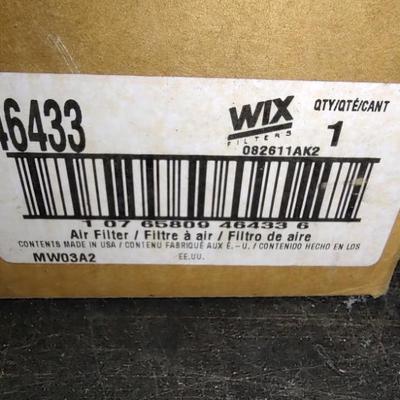 46433
WIX
FILTERS
082611AK2
QTY/QTÉ/CANT
1
1 07 65809 46433 6
Air Filter / Filtre à air / Filtro de aire
CONTENTS MADE IN USA / CONTENU FABRIQUÉ AUX É.-U. / CONTENIDO HECHO EN LOS
EE.UU.
MW03A2